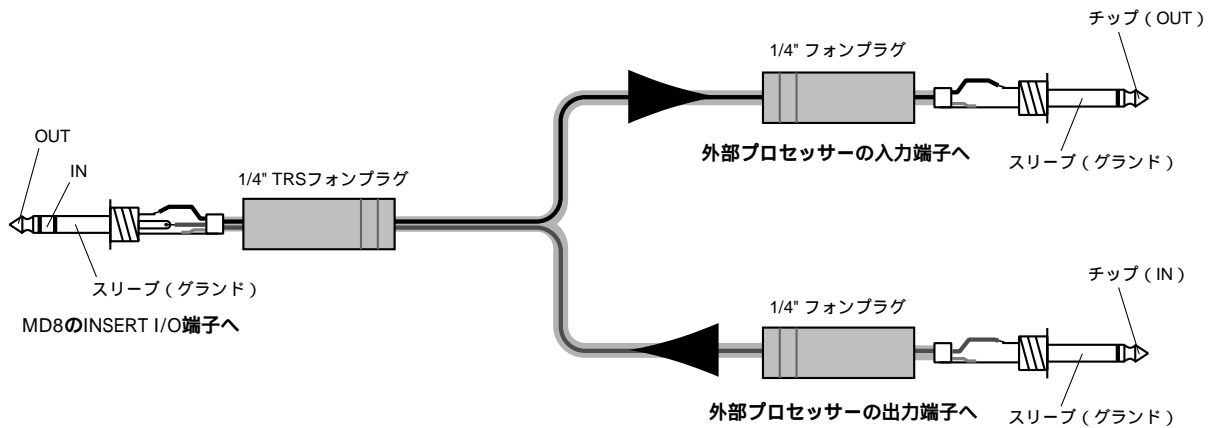 チップ（OUT）
1/4" フォンプラグ
外部プロセッサーの入力端子へ
スリーブ（グランド）
OUT
IN
1/4" TRSフォンプラグ
スリーブ（グランド）
MD8のINSERT I/O端子へ
チップ（IN）
1/4" フォンプラグ
外部プロセッサーの出力端子へ
スリーブ（グランド）